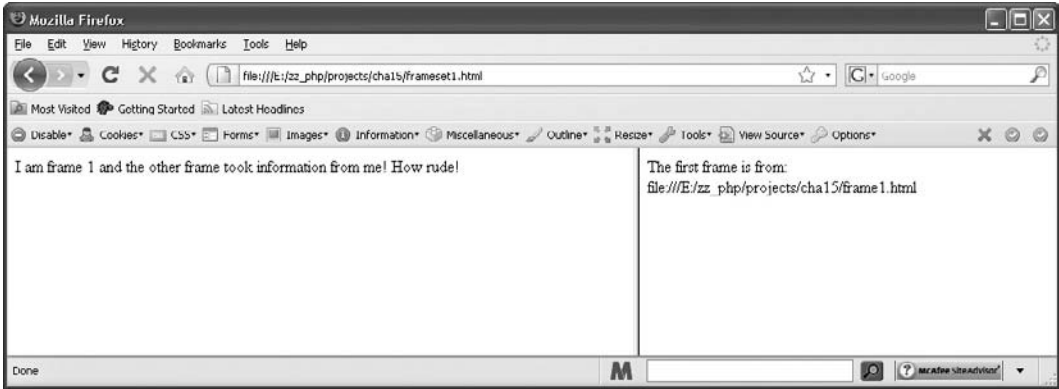 Mozilla Firefox
File Edit View History Bookmarks Tools Help
file:///E:/zz_php/projects/cha15/frameset1.html
G Google
Most Visited Getting Started Latest Headlines
Disable Cookies CSS Forms Images Information Miscellaneous Outline Resize Tools View Source Options
I am frame 1 and the other frame took information from me! How rude!
The first frame is from:
file:///E:/zz_php/projects/cha15/frame1.html
Done
McAfee SiteAdvisor